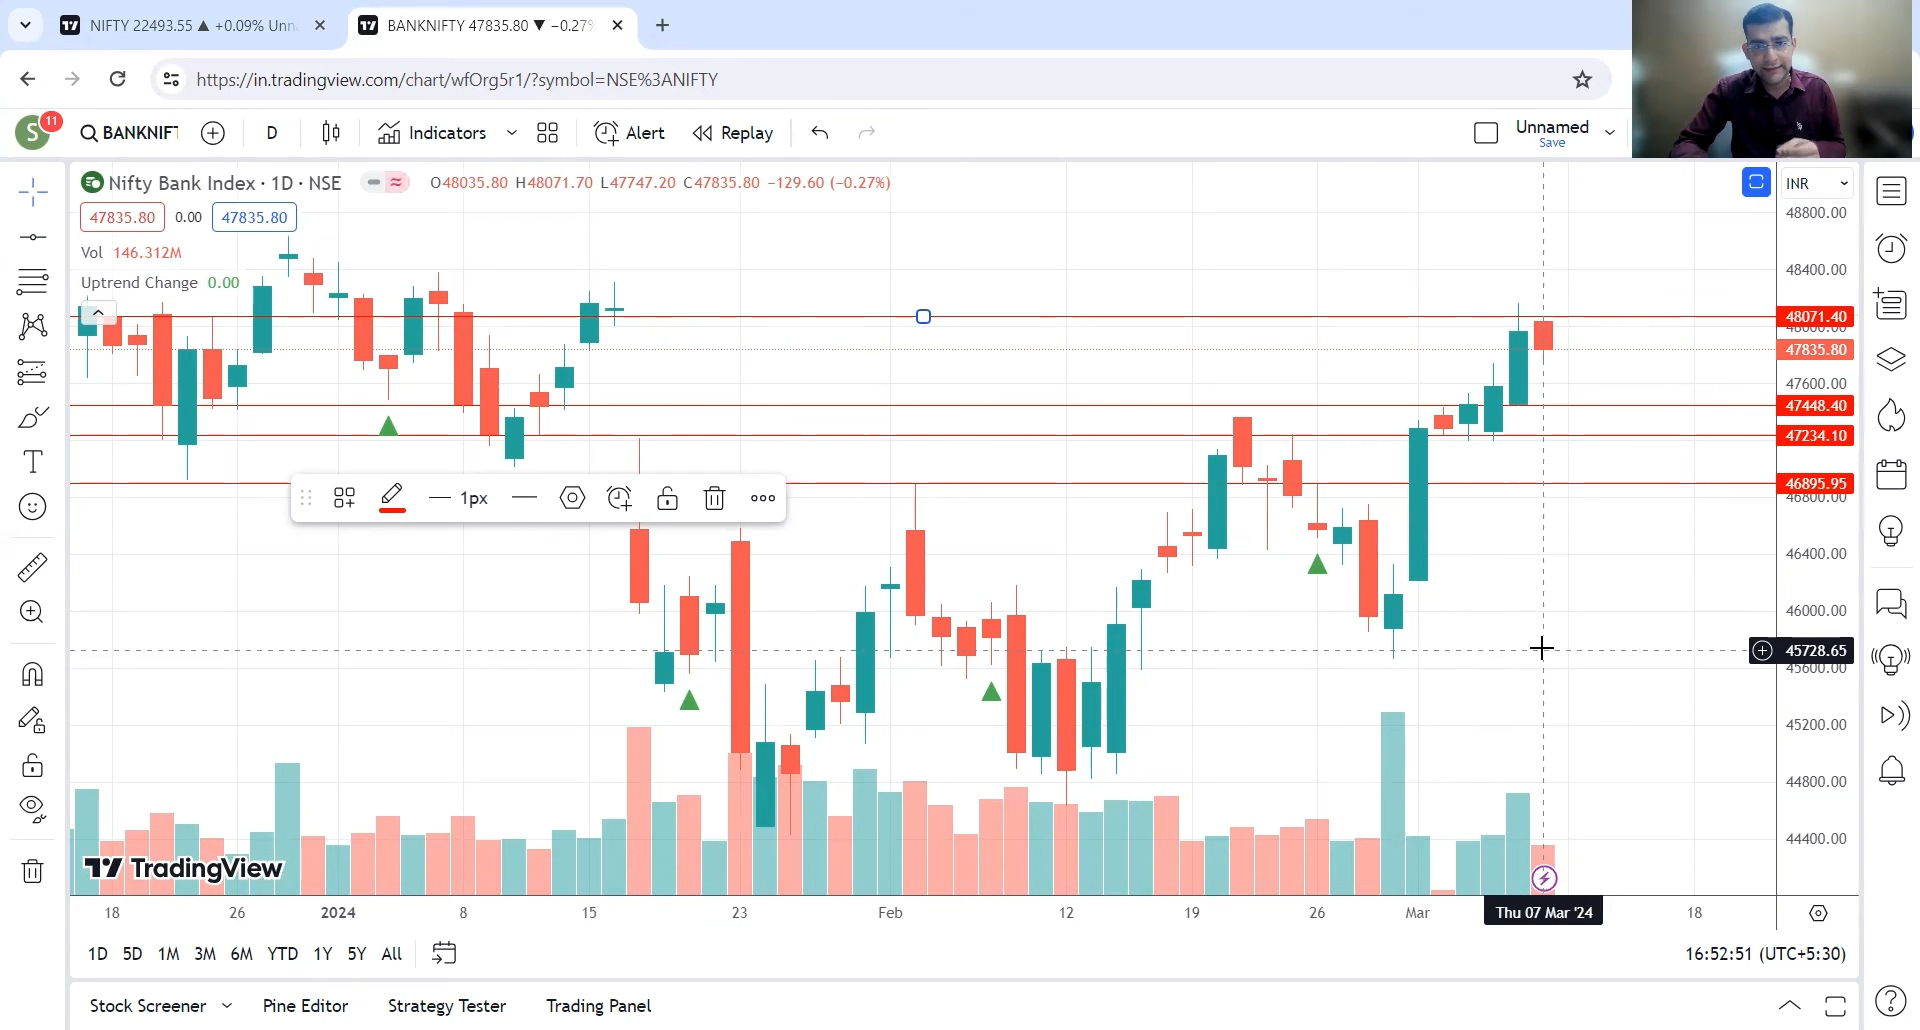 NIFTY 22493.55 ▲ +0.09% Unn
BANKNIFTY 47835.80 ▼ −0.27%
https://in.tradingview.com/chart/wfOrg5r1/?symbol=NSE%3ANIFTY
S 11
BANKNIFT
D
Indicators
Alert
Replay
Unnamed
Save
Nifty Bank Index · 1D · NSE
O48035.80 H48071.70 L47747.20 C47835.80 −129.60 (−0.27%)
INR
47835.80 0.00 47835.80
Vol 146.312M
Uptrend Change 0.00
48800.00
48400.00
48071.40
48000.00
47835.80
47600.00
47448.40
47234.10
46895.95
46800.00
1px
46400.00
46000.00
45728.65
45600.00
45200.00
44800.00
44400.00
TradingView
18 26 2024 8 15 23 Feb 12 19 26 Mar Thu 07 Mar '24 18
1D 5D 1M 3M 6M YTD 1Y 5Y All
16:52:51 (UTC+5:30)
Stock Screener Pine Editor Strategy Tester Trading Panel